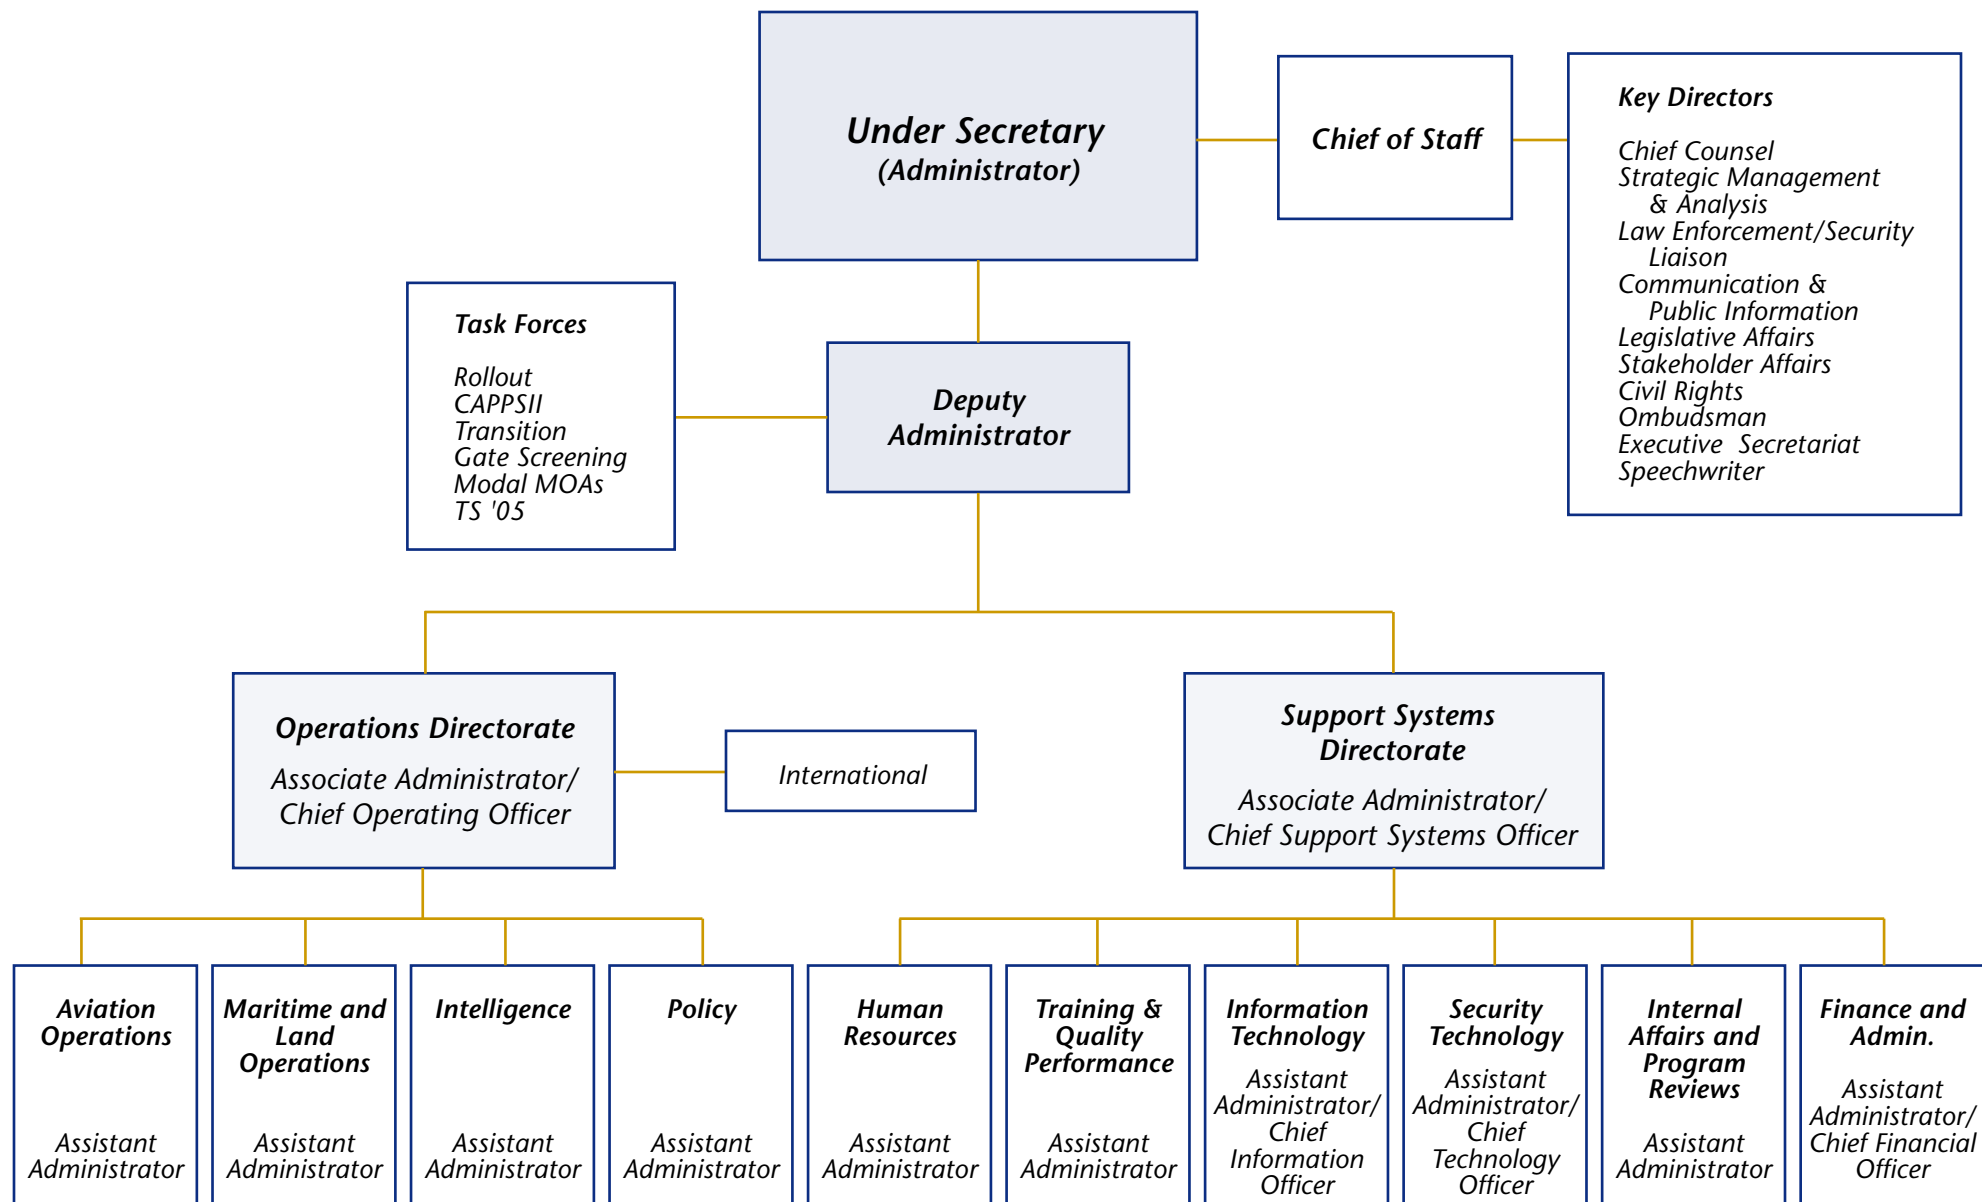 Under Secretary
(Administrator)
Chief of Staff
Key Directors
Chief Counsel
Strategic Management
& Analysis
Law Enforcement/Security
Liaison
Communication &
Public Information
Legislative Affairs
Stakeholder Affairs
Civil Rights
Ombudsman
Executive Secretariat
Speechwriter
Task Forces
Rollout
CAPPSII
Transition
Gate Screening
Modal MOAs
TS '05
Deputy
Administrator
Operations Directorate
Associate Administrator/
Chief Operating Officer
International
Support Systems
Directorate
Associate Administrator/
Chief Support Systems Officer
Aviation
Operations
Assistant
Administrator
Maritime and
Land
Operations
Assistant
Administrator
Intelligence
Assistant
Administrator
Policy
Assistant
Administrator
Human
Resources
Assistant
Administrator
Training &
Quality
Performance
Assistant
Administrator
Information
Technology
Assistant
Administrator/
Chief
Information
Officer
Security
Technology
Assistant
Administrator/
Chief
Technology
Officer
Internal
Affairs and
Program
Reviews
Assistant
Administrator
Finance and
Admin.
Assistant
Administrator/
Chief Financial
Officer